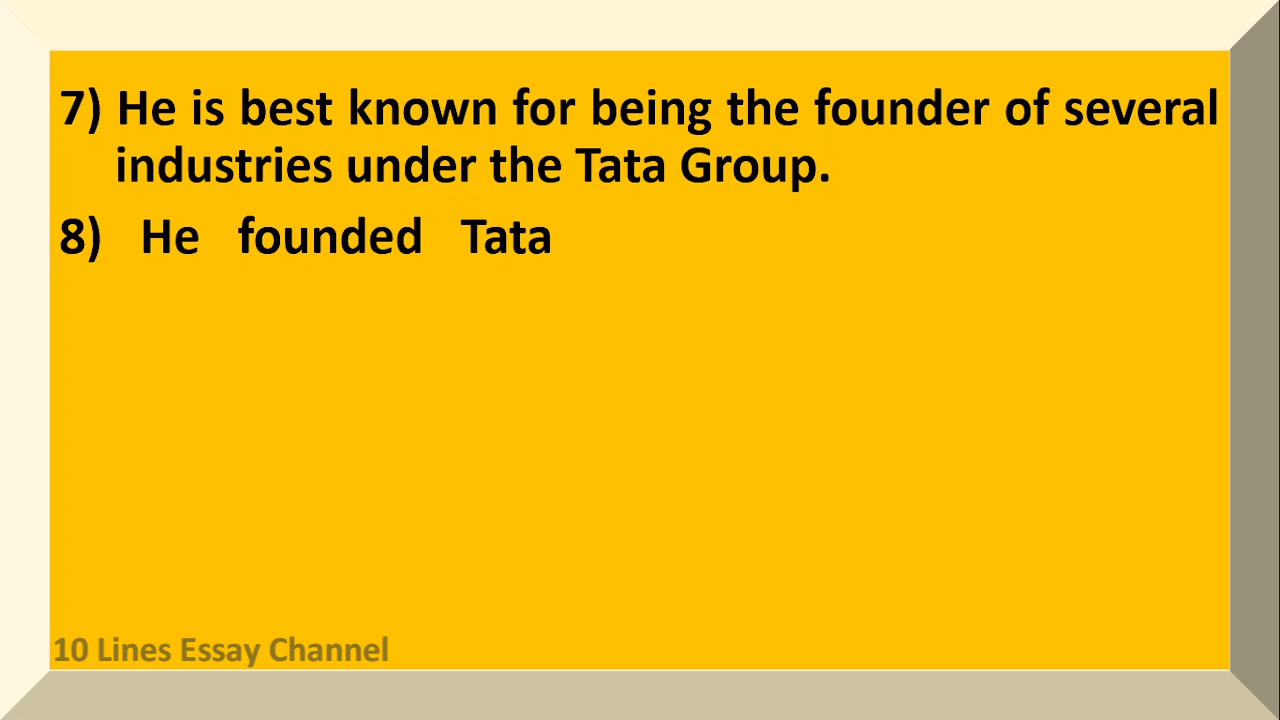 7) He is best known for being the founder of several
industries under the Tata Group.
8) He founded Tata
10 Lines Essay Channel